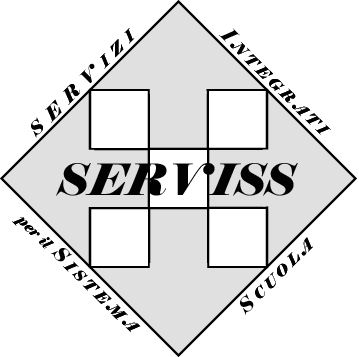 SERVIZI
INTEGRATI
SERVISS
per il SISTEMA
SCUOLA